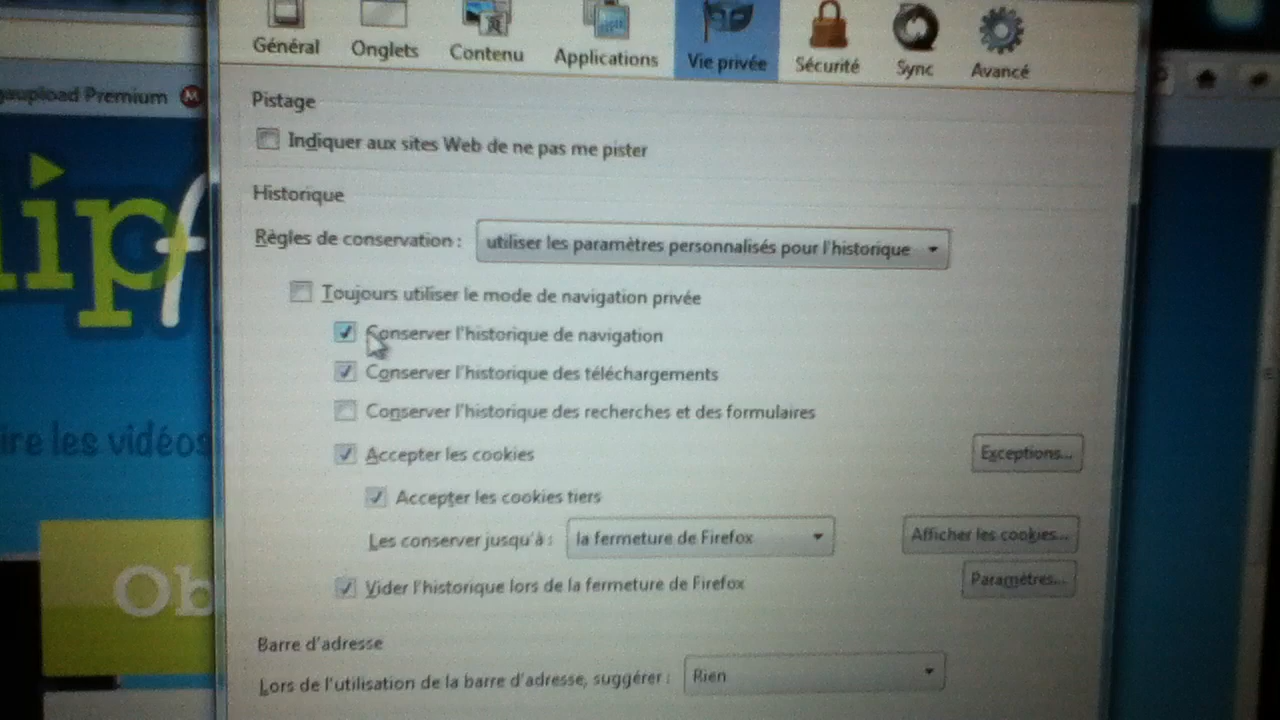 Général Onglets Contenu Applications Vie privée Sécurité Sync Avancé
Premium
Pistage
Indiquer aux sites Web de ne pas me pister
Historique
Règles de conservation : utiliser les paramètres personnalisés pour l'historique
Toujours utiliser le mode de navigation privée
Conserver l'historique de navigation
Conserver l'historique des téléchargements
Conserver l'historique des recherches et des formulaires
les vidéos
Accepter les cookies Exceptions...
Accepter les cookies tiers
Les conserver jusqu'à : la fermeture de Firefox Afficher les cookies...
Vider l'historique lors de la fermeture de Firefox Paramètres...
Ob
Barre d'adresse
Lors de l'utilisation de la barre d'adresse, suggérer : Rien